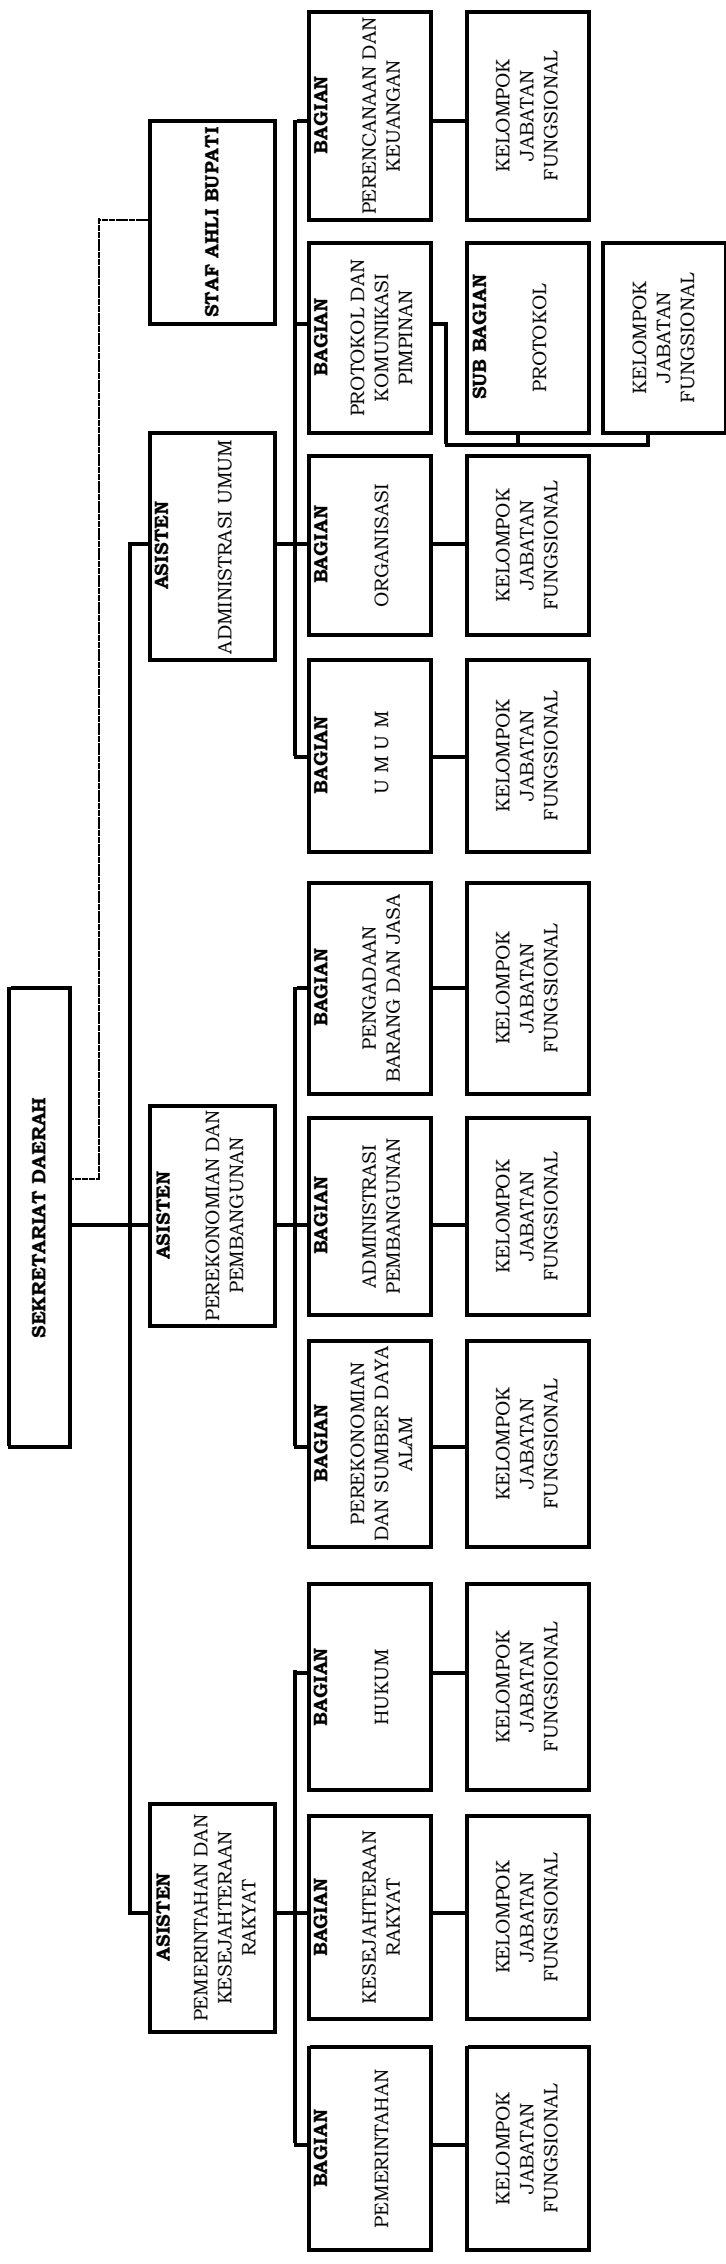 SEKRETARIAT DAERAH
ASISTEN
PEMERINTAHAN DAN
KESEJAHTERAAN
RAKYAT
ASISTEN
PEREKONOMIAN DAN
PEMBANGUNAN
ASISTEN
ADMINISTRASI UMUM
STAF AHLI BUPATI
BAGIAN
PEMERINTAHAN
BAGIAN
KESEJAHTERAAN
RAKYAT
BAGIAN
HUKUM
BAGIAN
PEREKONOMIAN
DAN SUMBER DAYA
ALAM
BAGIAN
ADMINISTRASI
PEMBANGUNAN
BAGIAN
PENGADAAN
BARANG DAN JASA
BAGIAN
U M U M
BAGIAN
ORGANISASI
BAGIAN
PROTOKOL DAN
KOMUNIKASI
PIMPINAN
BAGIAN
PERENCANAAN DAN
KEUANGAN
KELOMPOK
JABATAN
FUNGSIONAL
KELOMPOK
JABATAN
FUNGSIONAL
KELOMPOK
JABATAN
FUNGSIONAL
KELOMPOK
JABATAN
FUNGSIONAL
KELOMPOK
JABATAN
FUNGSIONAL
KELOMPOK
JABATAN
FUNGSIONAL
KELOMPOK
JABATAN
FUNGSIONAL
KELOMPOK
JABATAN
FUNGSIONAL
SUB BAGIAN
PROTOKOL
KELOMPOK
JABATAN
FUNGSIONAL
KELOMPOK
JABATAN
FUNGSIONAL